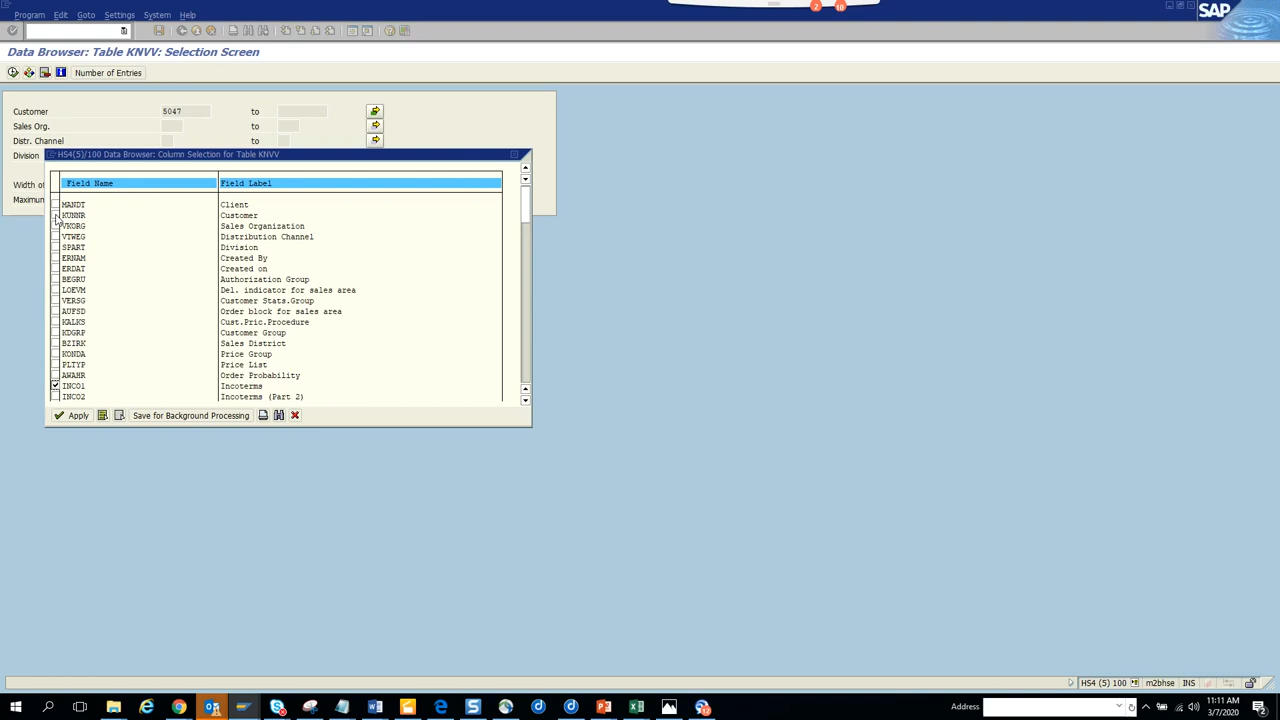 Program Edit Goto Settings System Help
2 10
SAP
Data Browser: Table KNVV: Selection Screen
Number of Entries
Customer 5047 to
Sales Org. to
Distr. Channel to
Division
Width of
Maximum
HS4(5)/100 Data Browser: Column Selection for Table KNVV
Field Name Field Label
MANDT Client
KUNNR Customer
VKORG Sales Organization
VTWEG Distribution Channel
SPART Division
ERNAM Created By
ERDAT Created on
BEGRU Authorization Group
LOEVM Del. indicator for sales area
VERSG Customer Stats.Group
AUFSD Order block for sales area
KALKS Cust.Pric.Procedure
KDGRP Customer Group
BZIRK Sales District
KONDA Price Group
PLTYP Price List
AWAHR Order Probability
INCO1 Incoterms
INCO2 Incoterms (Part 2)
Apply Save for Background Processing
HS4 (5) 100 m2bhse INS
Address 11:11 AM
3/7/2020